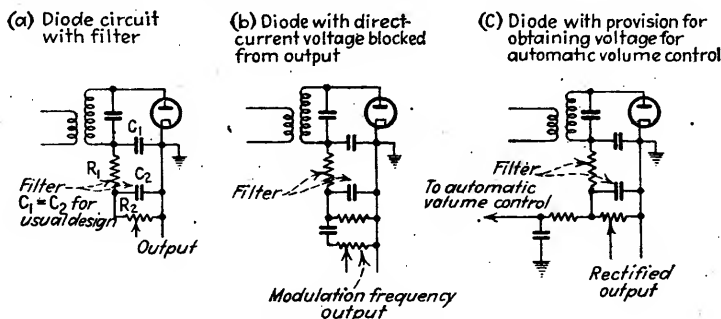 (a) Diode circuit
with filter
C₁
R₁
C₂
Filter
C₁ = C₂ for
usual design
R₂
Output
(b) Diode with direct-
current voltage blocked
from output
Filter
Modulation frequency
output
(C) Diode with provision for
obtaining voltage for
automatic volume control
Filter
To automatic
volume control
Rectified
output